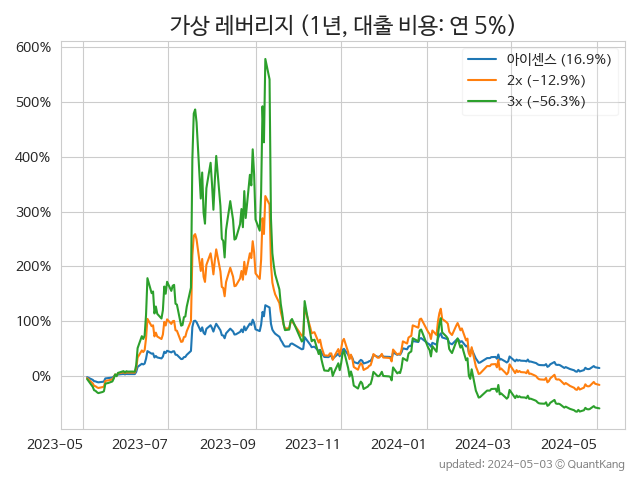 가상 레버리지 (1년, 대출 비용: 연 5%)
600%
500%
400%
300%
200%
100%
0%
아이센스 (16.9%)
2x (−12.9%)
3x (−56.3%)
2023-05
2023-07
2023-09
2023-11
2024-01
2024-03
2024-05
updated: 2024-05-03 © QuantKang